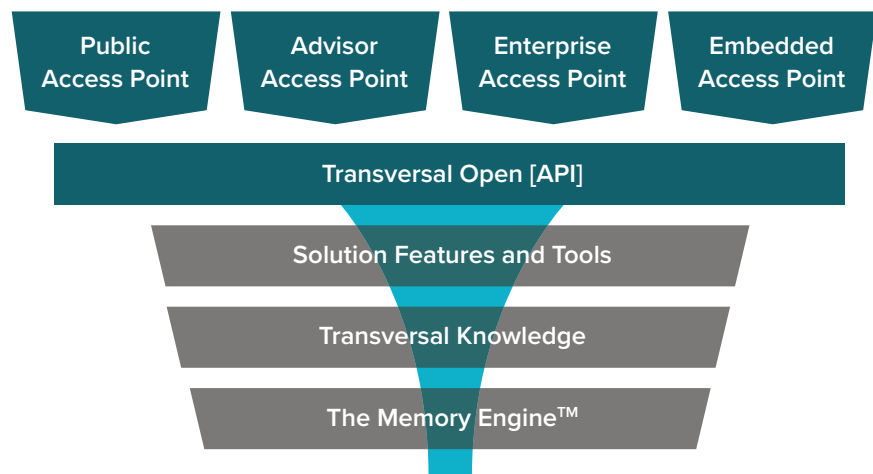 Public
Access Point
Advisor
Access Point
Enterprise
Access Point
Embedded
Access Point
Transversal Open [API]
Solution Features and Tools
Transversal Knowledge
The Memory Engine™